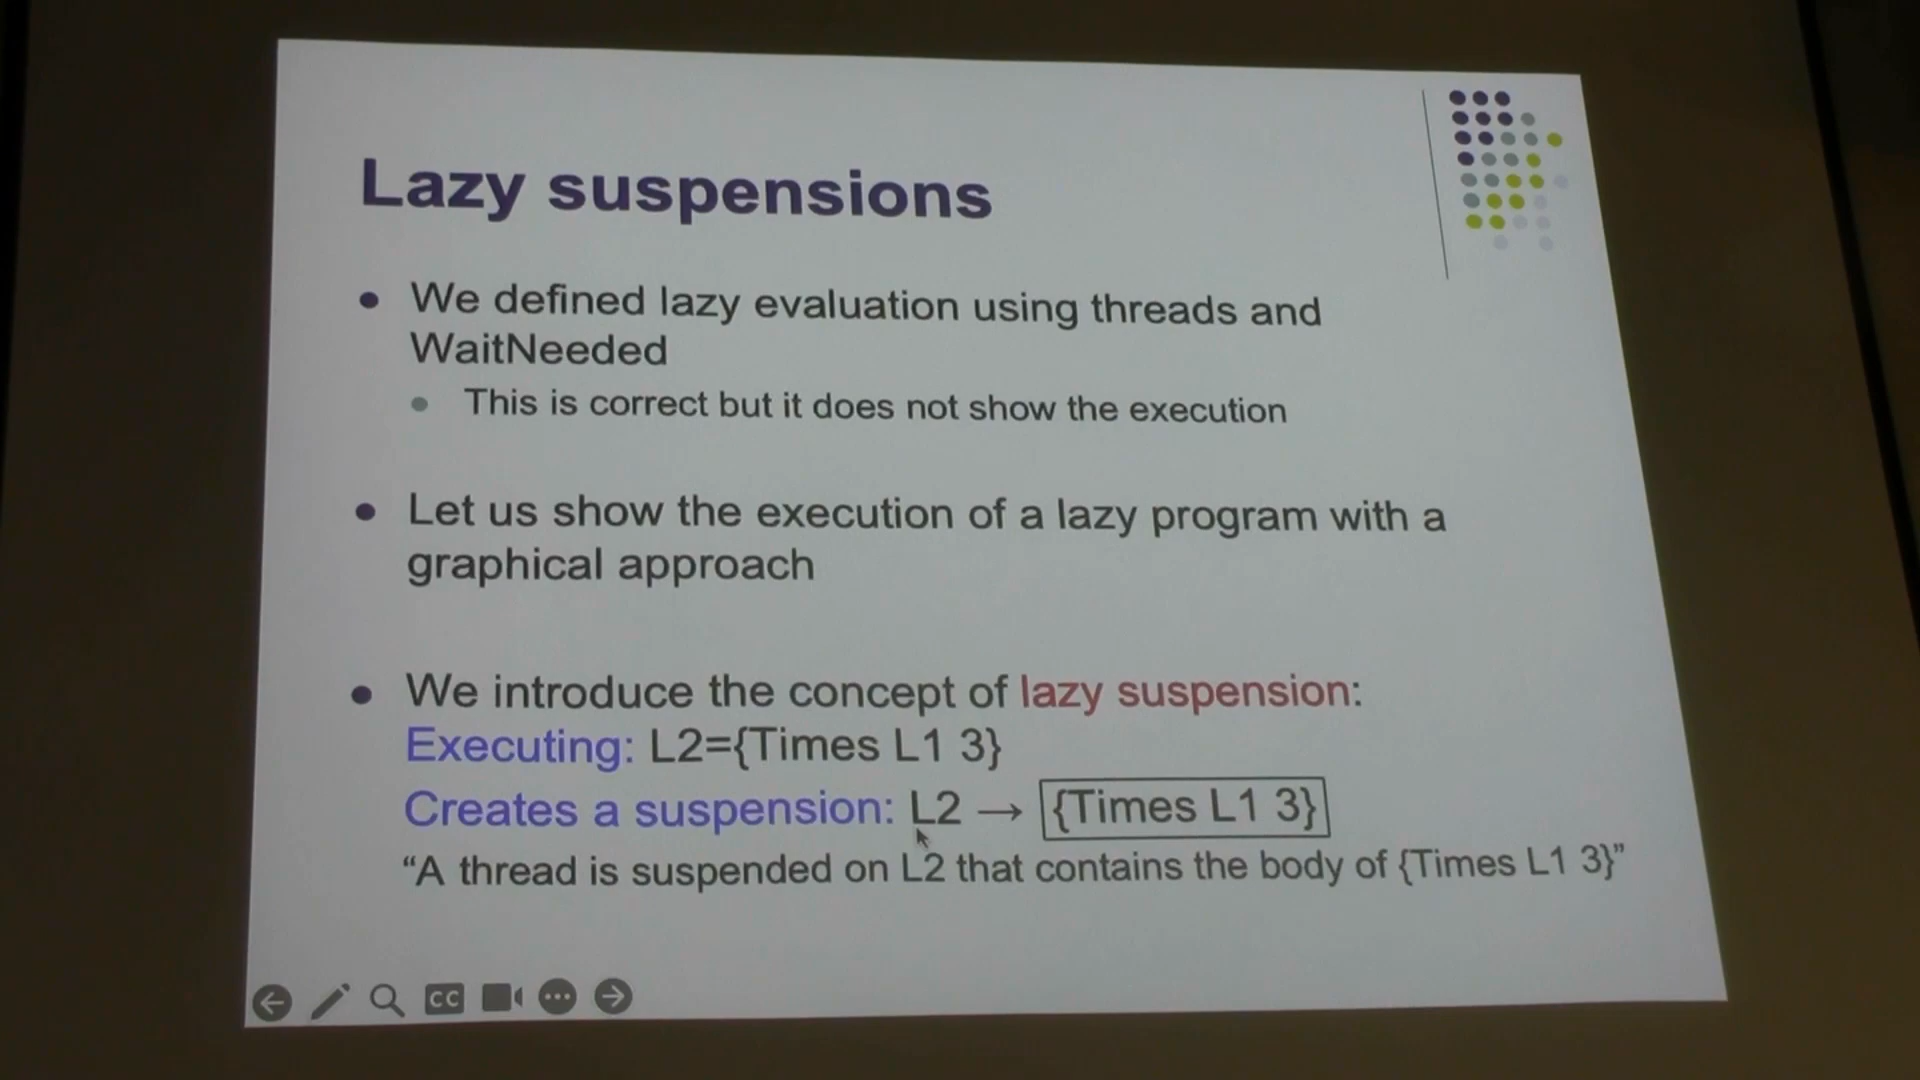 Lazy suspensions
We defined lazy evaluation using threads and
WaitNeeded
This is correct but it does not show the execution
Let us show the execution of a lazy program with a
graphical approach
We introduce the concept of lazy suspension:
Executing: L2={Times L1 3}
Creates a suspension: L2 → {Times L1 3}
“A thread is suspended on L2 that contains the body of {Times L1 3}”
CC